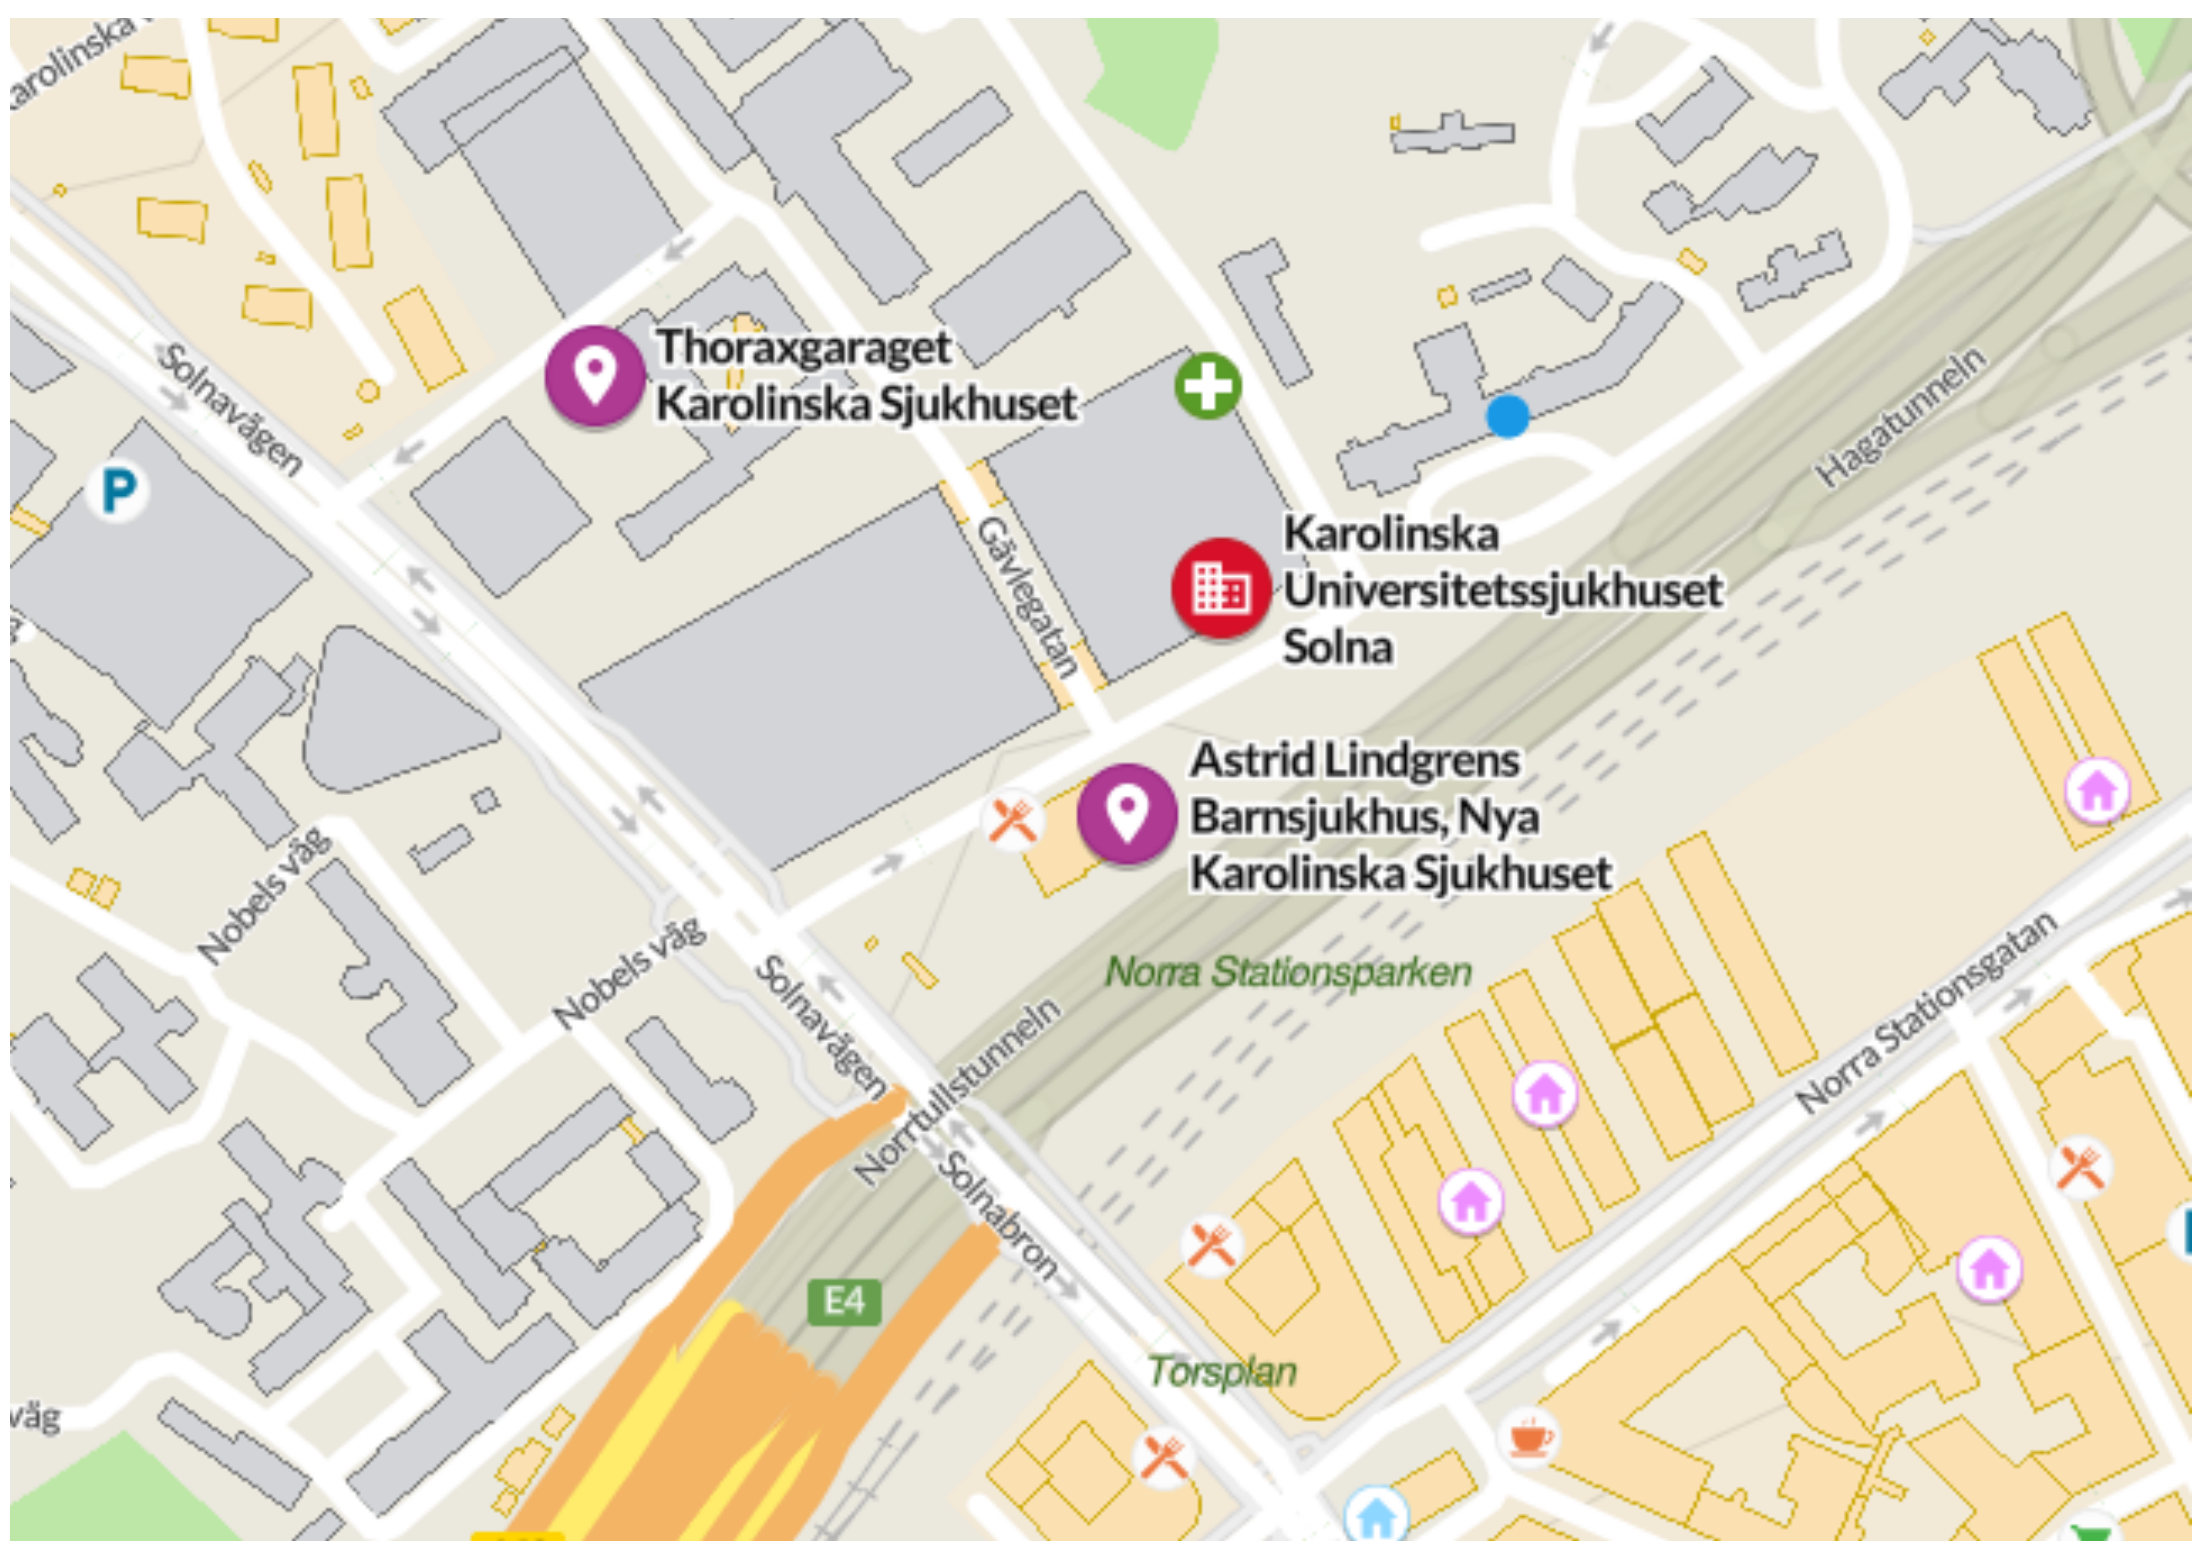 Karolinska
Thoraxgaraget
Karolinska Sjukhuset
Solnavägen
Hagatunneln
P
Gävlegatan
Karolinska
Universitetssjukhuset
Solna
Astrid Lindgrens
Barnsjukhus, Nya
Karolinska Sjukhuset
Nobels väg
Nobels väg
Solnavägen
Norra Stationsparken
Norra Stationsgatan
Norrtullstunneln
Solnabron
E4
Torsplan
väg